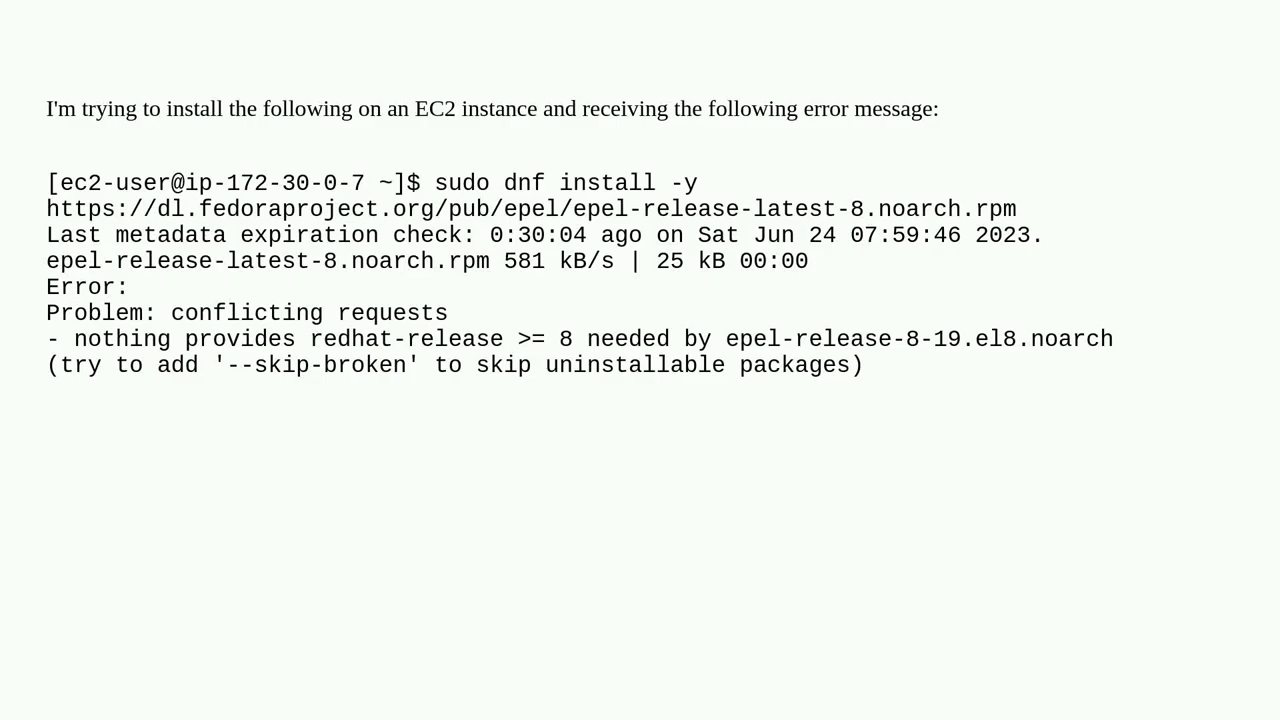 I'm trying to install the following on an EC2 instance and receiving the following error message:
[ec2-user@ip-172-30-0-7 ~]$ sudo dnf install -y
https://dl.fedoraproject.org/pub/epel/epel-release-latest-8.noarch.rpm
Last metadata expiration check: 0:30:04 ago on Sat Jun 24 07:59:46 2023.
epel-release-latest-8.noarch.rpm 581 kB/s | 25 kB 00:00
Error:
Problem: conflicting requests
- nothing provides redhat-release >= 8 needed by epel-release-8-19.el8.noarch
(try to add '--skip-broken' to skip uninstallable packages)